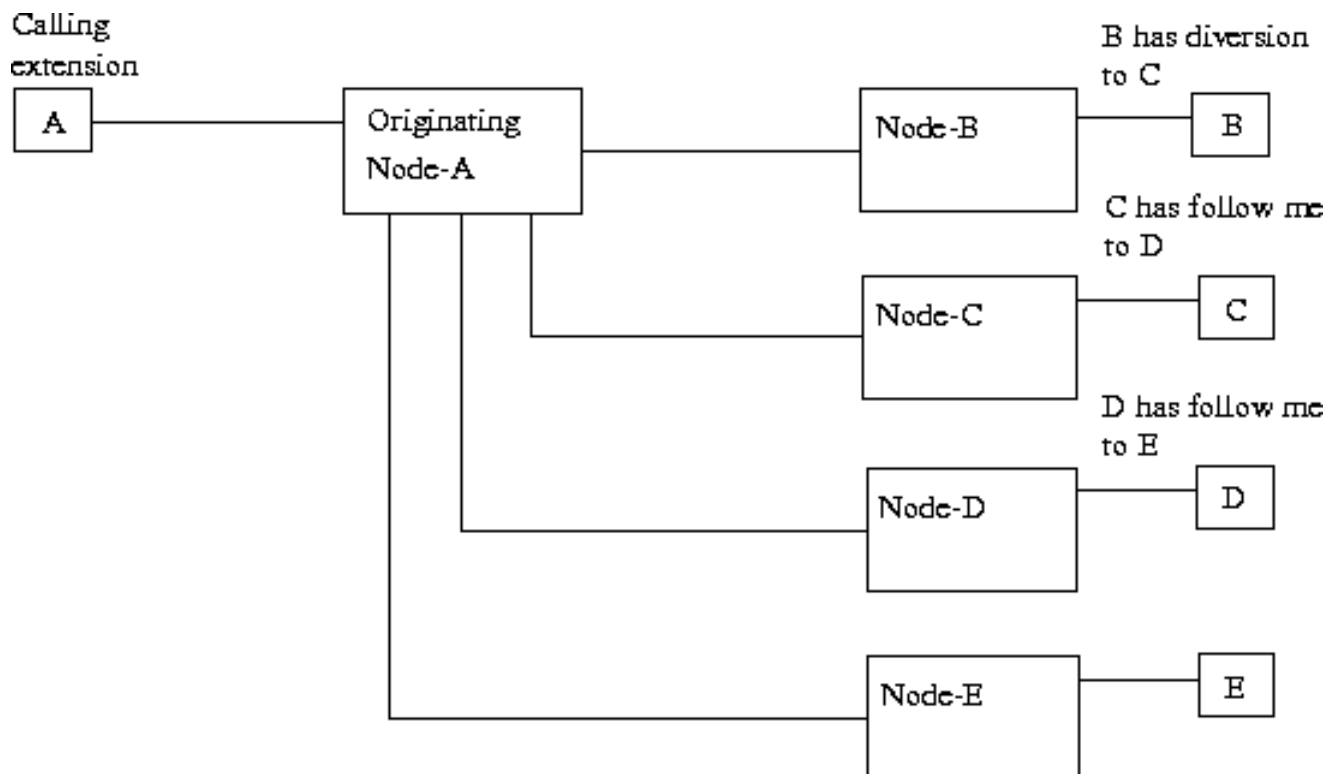 Calling
extension
A
Originating
Node-A
B has diversion
to C
Node-B
B
C has follow me
to D
Node-C
C
D has follow me
to E
Node-D
D
Node-E
E